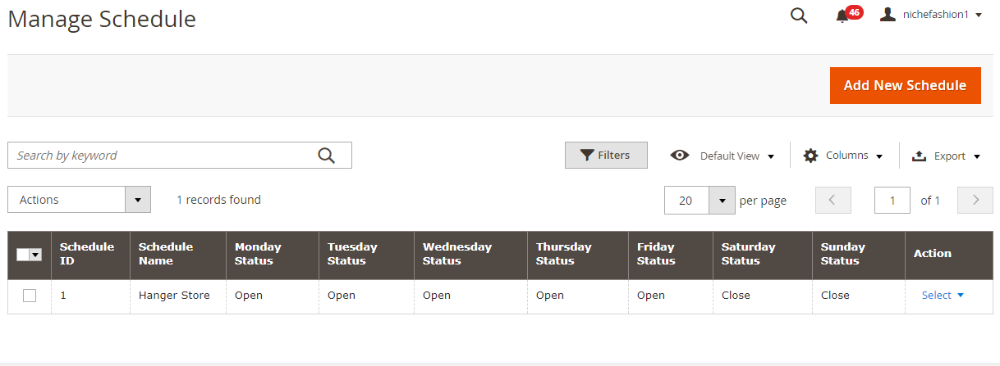 Manage Schedule
46
nichefashion1
Add New Schedule
Search by keyword
Filters
Default View
Columns
Export
Actions
1 records found
20
per page
1
of 1
Schedule ID
Schedule Name
Monday Status
Tuesday Status
Wednesday Status
Thursday Status
Friday Status
Saturday Status
Sunday Status
Action
1
Hanger Store
Open
Open
Open
Open
Open
Close
Close
Select